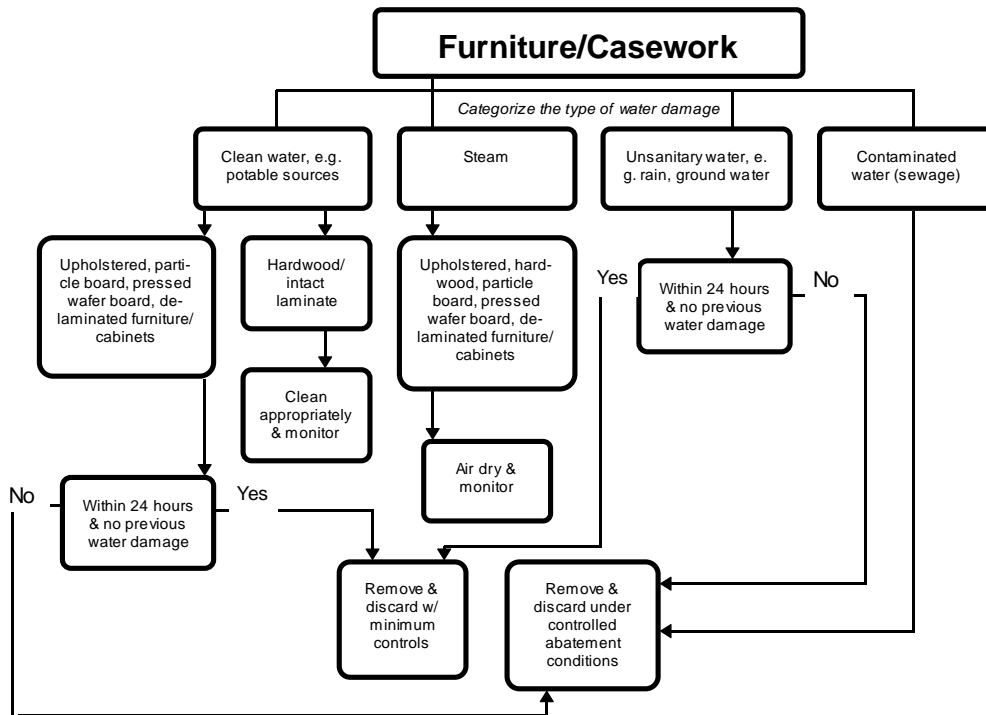 Furniture/Casework
Categorize the type of water damage
Clean water, e.g.
potable sources
Steam
Unsanitary water, e.
g. rain, ground water
Contaminated
water (sewage)
Upholstered, parti-
cle board, pressed
wafer board, de-
laminated furniture/
cabinets
Hardwood/
intact
laminate
Upholstered, hard-
wood, particle
board, pressed
wafer board, de-
laminated furniture/
cabinets
Yes
Within 24 hours
& no previous
water damage
No
Clean
appropriately
& monitor
Air dry &
monitor
No
Within 24 hours
& no previous
water damage
Yes
Remove &
discard w/
minimum
controls
Remove &
discard under
controlled
abatement
conditions